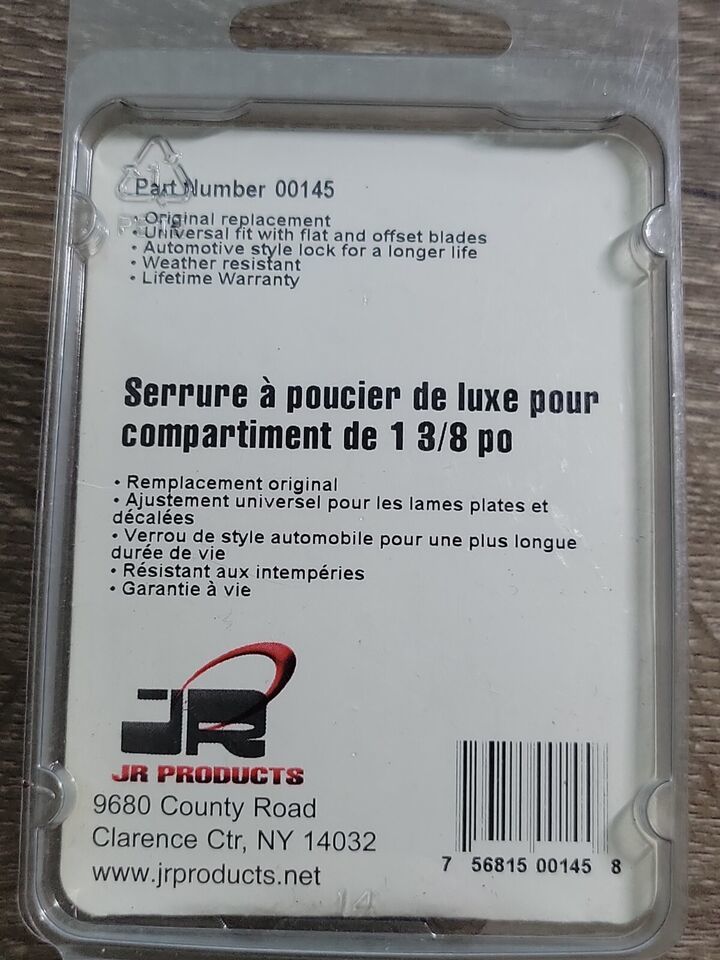 Part Number 00145
• Original replacement
• Universal fit with flat and offset blades
• Automotive style lock for a longer life
• Weather resistant
• Lifetime Warranty
Serrure à poucier de luxe pour
compartiment de 1 3/8 po
• Remplacement original
• Ajustement universel pour les lames plates et
décalées
• Verrou de style automobile pour une plus longue
durée de vie
• Résistant aux intempéries
• Garantie à vie
JR
JR PRODUCTS
9680 County Road
Clarence Ctr, NY 14032
www.jrproducts.net
7 56815 00145 8
14